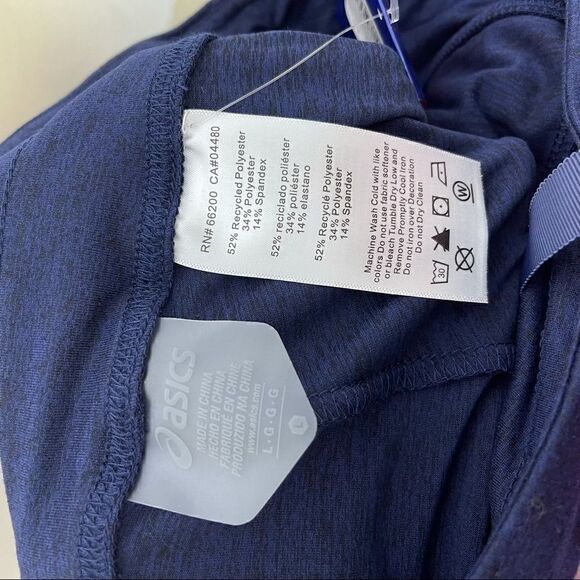 RN# 66200 CA#04480
52% Recycled Polyester
34% Polyester
14% Spandex
52% reciclado poliéster
34% poliéster
14% elastano
52% Recyclé Polyester
34% Polyester
14% Spandex
Machine Wash Cold with like
colors Do not use fabric softener
or bleach Tumble Dry Low and
Remove Promptly Cool Iron
Do not iron over Decoration
Do not Dry Clean
30
W
asics
MADE IN CHINA
HECHO EN CHINA
FABRIQUÉ EN CHINE
PRODUZIDO NA CHINA
www.asics.com
L·G·G·G
L